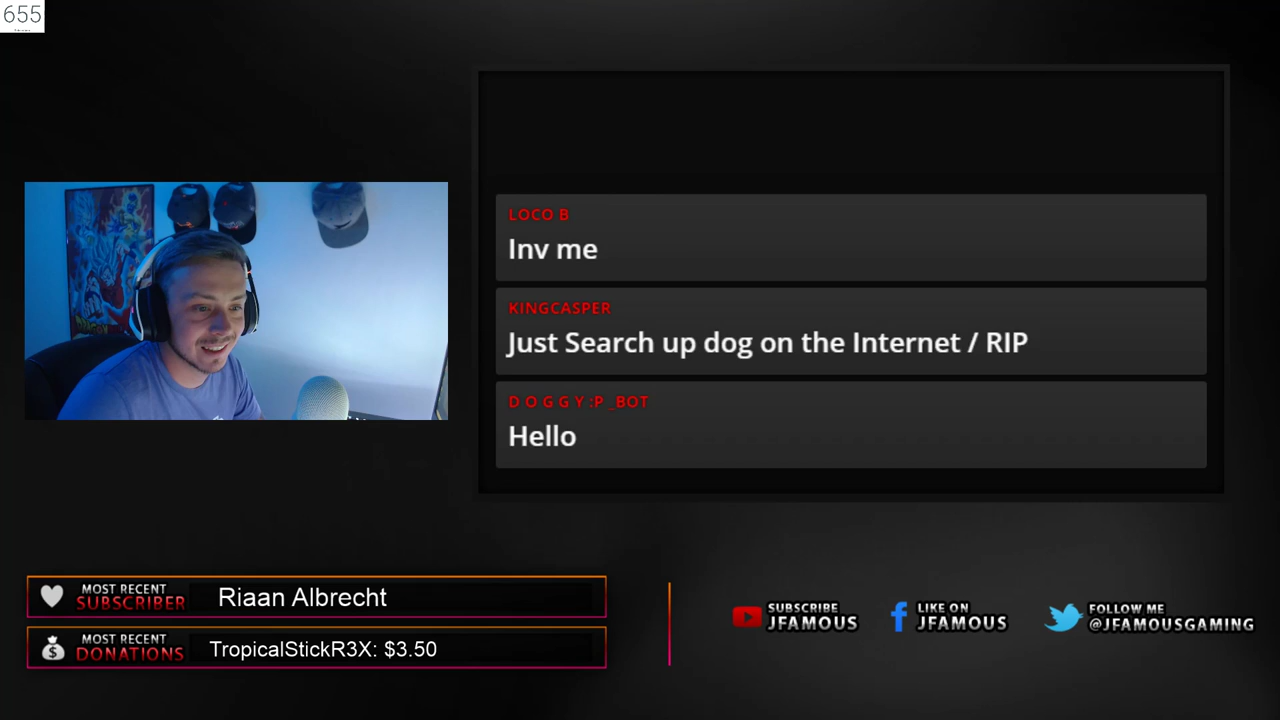 655
LOCO B
Inv me
KINGCASPER
Just Search up dog on the Internet / RIP
D O G G Y :P _BOT
Hello
MOST RECENT
SUBSCRIBER
Riaan Albrecht
MOST RECENT
DONATIONS
TropicalStickR3X: $3.50
SUBSCRIBE
JFAMOUS
LIKE ON
JFAMOUS
FOLLOW ME
@JFAMOUSGAMING